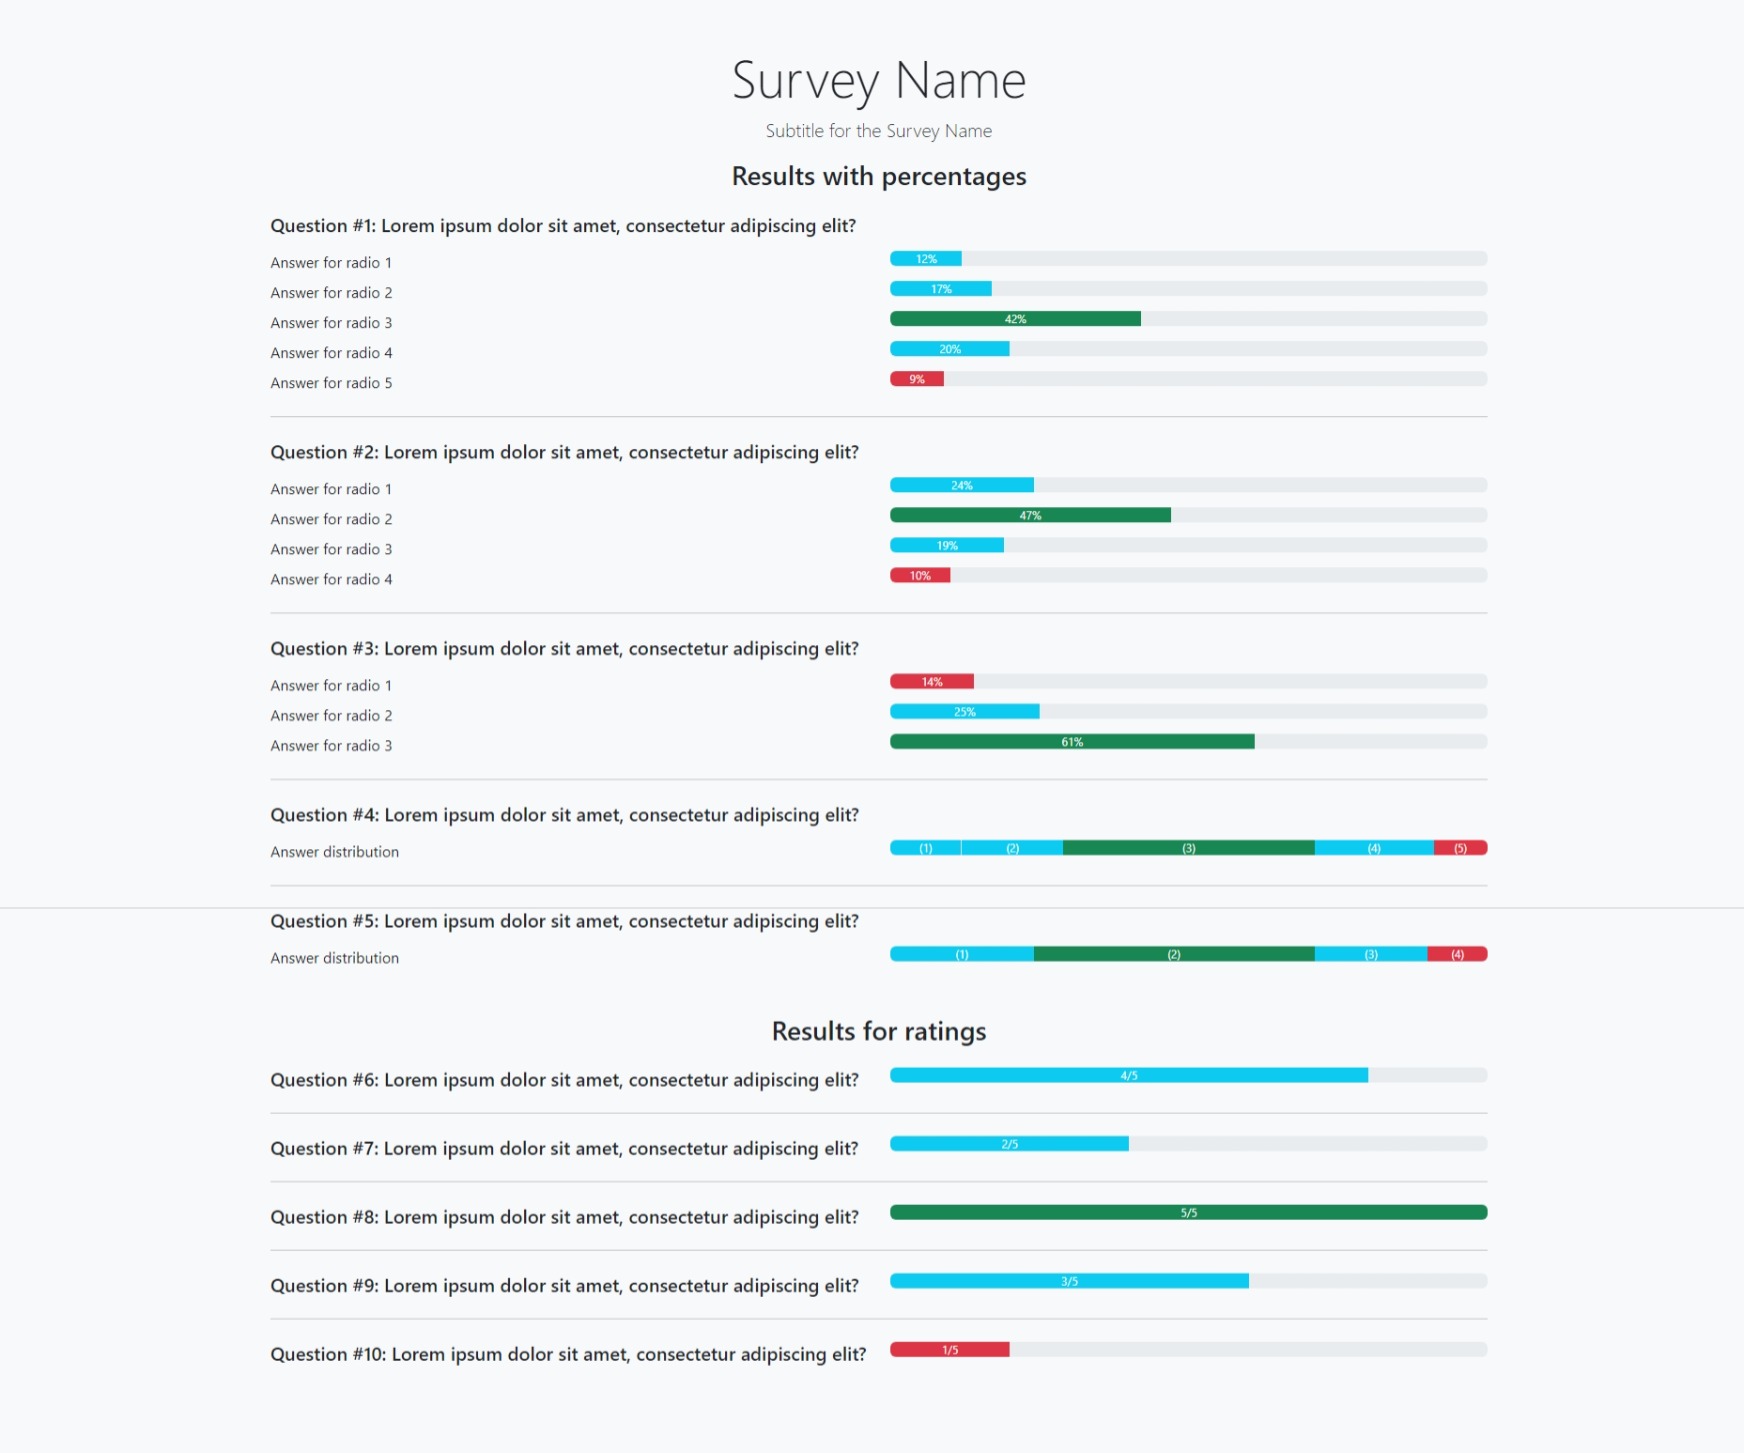 Survey Name
Subtitle for the Survey Name
Results with percentages
Question #1: Lorem ipsum dolor sit amet, consectetur adipiscing elit?
Answer for radio 1 12%
Answer for radio 2 17%
Answer for radio 3 42%
Answer for radio 4 20%
Answer for radio 5 9%
Question #2: Lorem ipsum dolor sit amet, consectetur adipiscing elit?
Answer for radio 1 24%
Answer for radio 2 47%
Answer for radio 3 19%
Answer for radio 4 10%
Question #3: Lorem ipsum dolor sit amet, consectetur adipiscing elit?
Answer for radio 1 14%
Answer for radio 2 25%
Answer for radio 3 61%
Question #4: Lorem ipsum dolor sit amet, consectetur adipiscing elit?
Answer distribution (1) (2) (3) (4) (5)
Question #5: Lorem ipsum dolor sit amet, consectetur adipiscing elit?
Answer distribution (1) (2) (3) (4)
Results for ratings
Question #6: Lorem ipsum dolor sit amet, consectetur adipiscing elit? 4/5
Question #7: Lorem ipsum dolor sit amet, consectetur adipiscing elit? 2/5
Question #8: Lorem ipsum dolor sit amet, consectetur adipiscing elit? 5/5
Question #9: Lorem ipsum dolor sit amet, consectetur adipiscing elit? 3/5
Question #10: Lorem ipsum dolor sit amet, consectetur adipiscing elit? 1/5